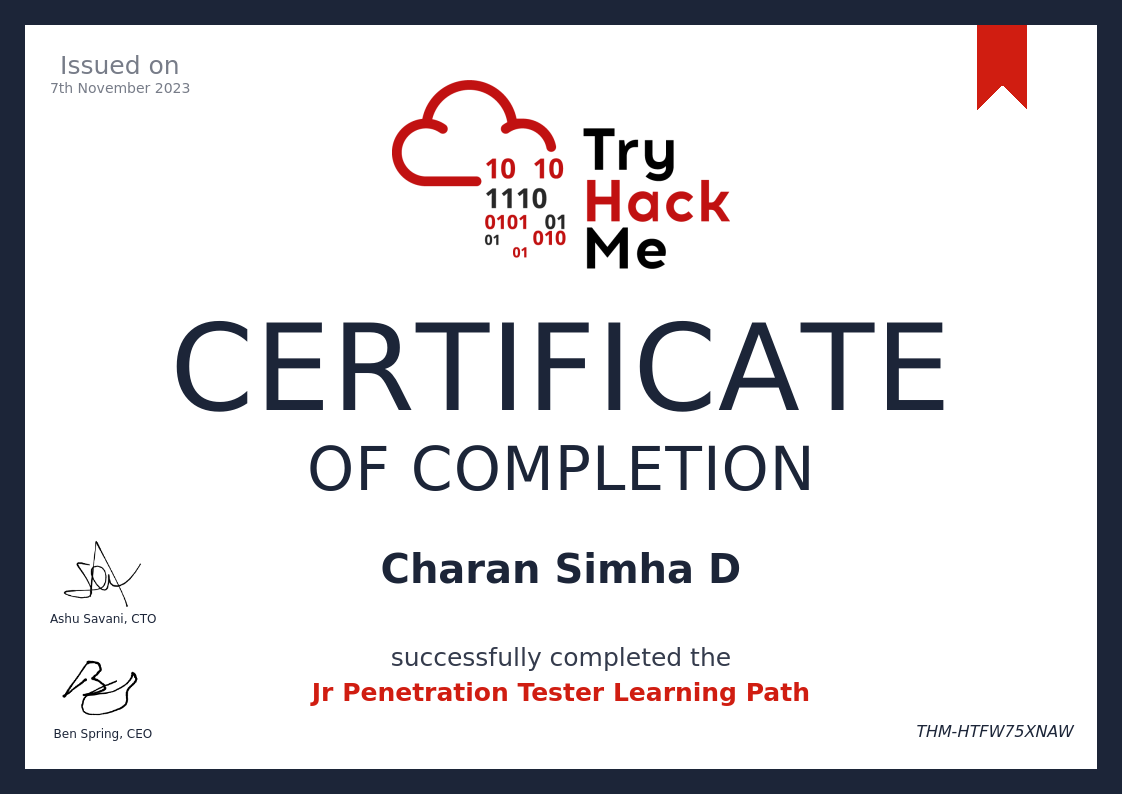 Issued on
7th November 2023
10 10
1110
0101 01
01 010
01
Try
Hack
Me
CERTIFICATE
OF COMPLETION
Charan Simha D
successfully completed the
Jr Penetration Tester Learning Path
Ashu Savani, CTO
Ben Spring, CEO
THM-HTFW75XNAW